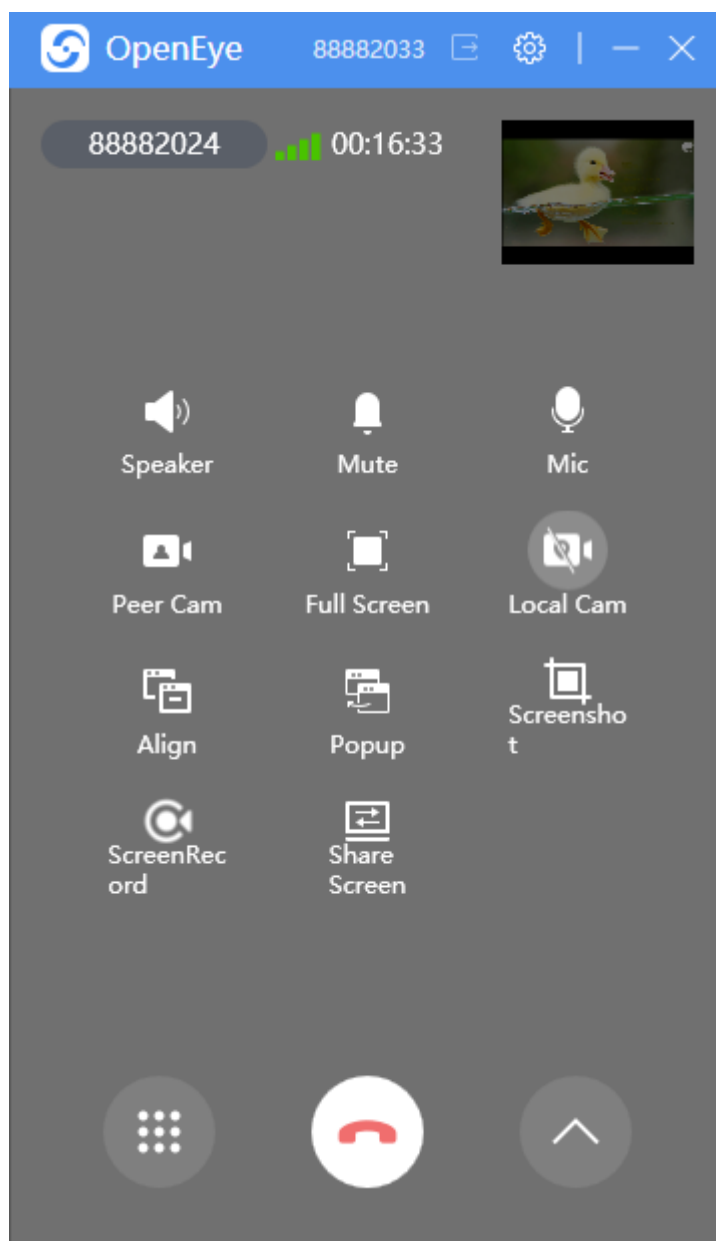 OpenEye 88882033
88882024 00:16:33
Speaker Mute Mic
Peer Cam Full Screen Local Cam
Align Popup Screensho
t
ScreenRec Share
ord Screen